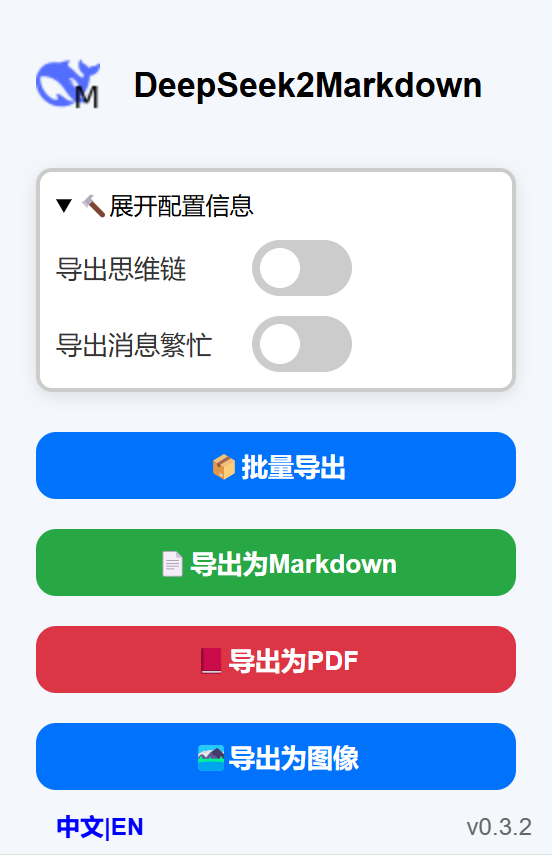 M
DeepSeek2Markdown
▼ 🔨展开配置信息
导出思维链
导出消息繁忙
📦批量导出
📄导出为Markdown
📕导出为PDF
🏞️导出为图像
中文|EN
v0.3.2